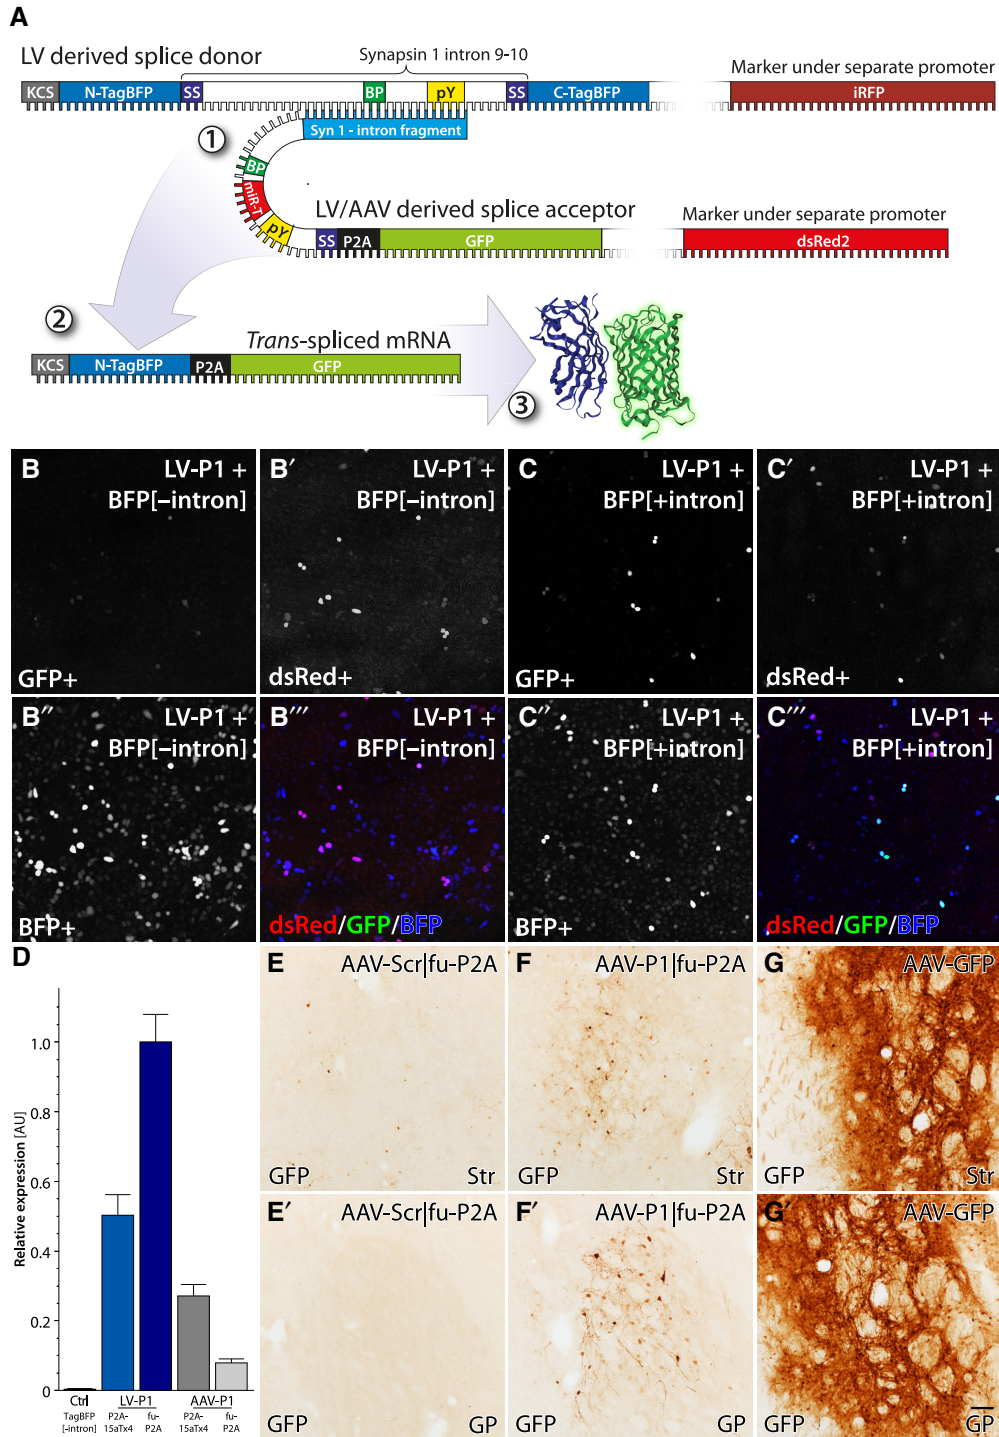 A
LV derived splice donor
Synapsin 1 intron 9-10
Marker under separate promoter
KCS N-TagBFP SS BP pY SS C-TagBFP iRFP
Syn 1 - intron fragment
1
BP
miR-T
pY
LV/AAV derived splice acceptor
Marker under separate promoter
SS P2A GFP dsRed2
2
Trans-spliced mRNA
KCS N-TagBFP P2A GFP
3
B LV-P1 +
BFP[−intron]
GFP+
B′ LV-P1 +
BFP[−intron]
dsRed+
C LV-P1 +
BFP[+intron]
GFP+
C′ LV-P1 +
BFP[+intron]
dsRed+
B″ LV-P1 +
BFP[−intron]
BFP+
B‴ LV-P1 +
BFP[−intron]
dsRed/GFP/BFP
C″ LV-P1 +
BFP[+intron]
BFP+
C‴ LV-P1 +
BFP[+intron]
dsRed/GFP/BFP
D
Relative expression [AU]
1.0
0.8
0.6
0.4
0.2
0
Ctrl LV-P1 AAV-P1
TagBFP P2A- fu- P2A- fu-
[-intron] 15aTx4 P2A 15aTx4 P2A
E AAV-Scr|fu-P2A
GFP Str
F AAV-P1|fu-P2A
GFP Str
G AAV-GFP
GFP Str
E′ AAV-Scr|fu-P2A
GFP GP
F′ AAV-P1|fu-P2A
GFP GP
G′ AAV-GFP
GFP GP